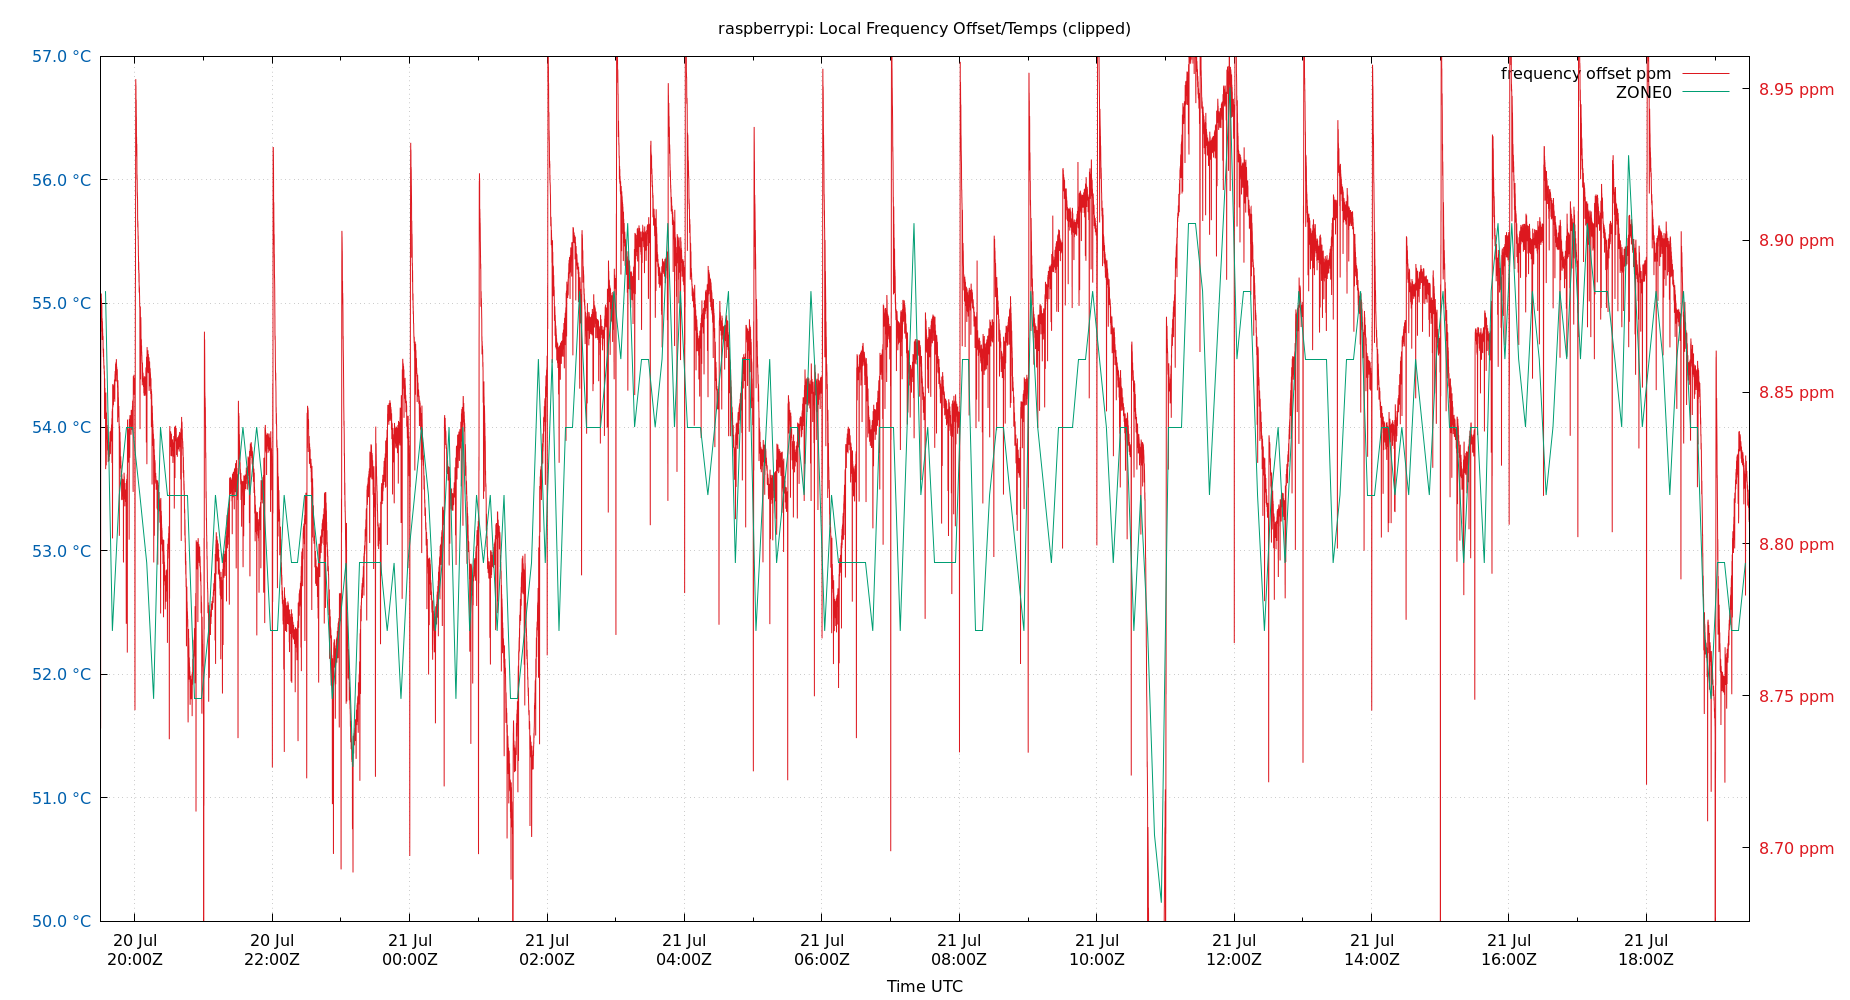 raspberrypi: Local Frequency Offset/Temps (clipped)
57.0 °C
56.0 °C
55.0 °C
54.0 °C
53.0 °C
52.0 °C
51.0 °C
50.0 °C
frequency offset ppm
ZONE0
8.95 ppm
8.90 ppm
8.85 ppm
8.80 ppm
8.75 ppm
8.70 ppm
20 Jul 20 Jul 21 Jul 21 Jul 21 Jul 21 Jul 21 Jul 21 Jul 21 Jul 21 Jul 21 Jul 21 Jul
20:00Z 22:00Z 00:00Z 02:00Z 04:00Z 06:00Z 08:00Z 10:00Z 12:00Z 14:00Z 16:00Z 18:00Z
Time UTC